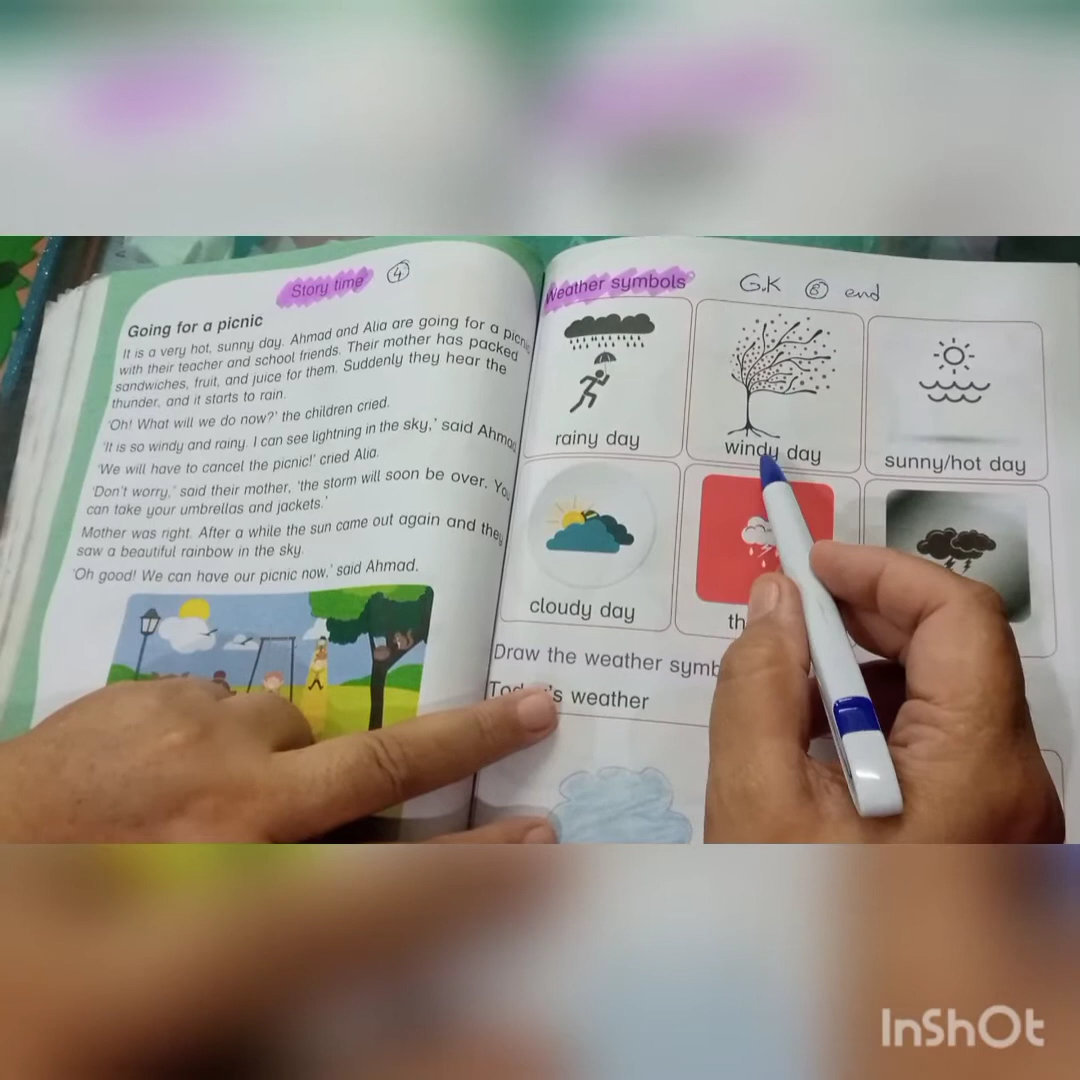 Story time 4
Going for a picnic
It is a very hot, sunny day. Ahmad and Alia are going for a picnic
with their teacher and school friends. Their mother has packed
sandwiches, fruit, and juice for them. Suddenly they hear the
thunder, and it starts to rain.
'Oh! What will we do now?' the children cried.
'It is so windy and rainy. I can see lightning in the sky,' said Ahmad
'We will have to cancel the picnic!' cried Alia.
'Don't worry,' said their mother, 'the storm will soon be over. You
can take your umbrellas and jackets.'
Mother was right. After a while the sun came out again and they
saw a beautiful rainbow in the sky.
'Oh good! We can have our picnic now,' said Ahmad.
Weather symbols G.K 8 end
rainy day
windy day
sunny/hot day
cloudy day
th
Draw the weather symb
Today's weather
InShOt